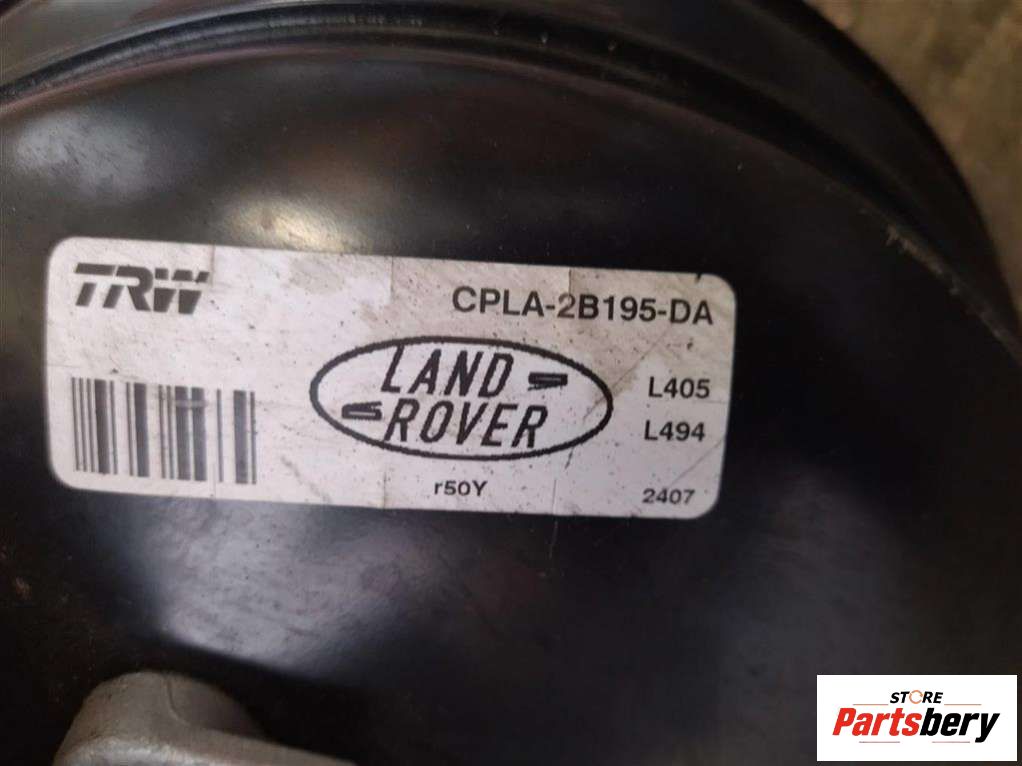 TRW
CPLA-2B195-DA
LAND
ROVER
L405
L494
r50Y
2407
STORE
Partsbery